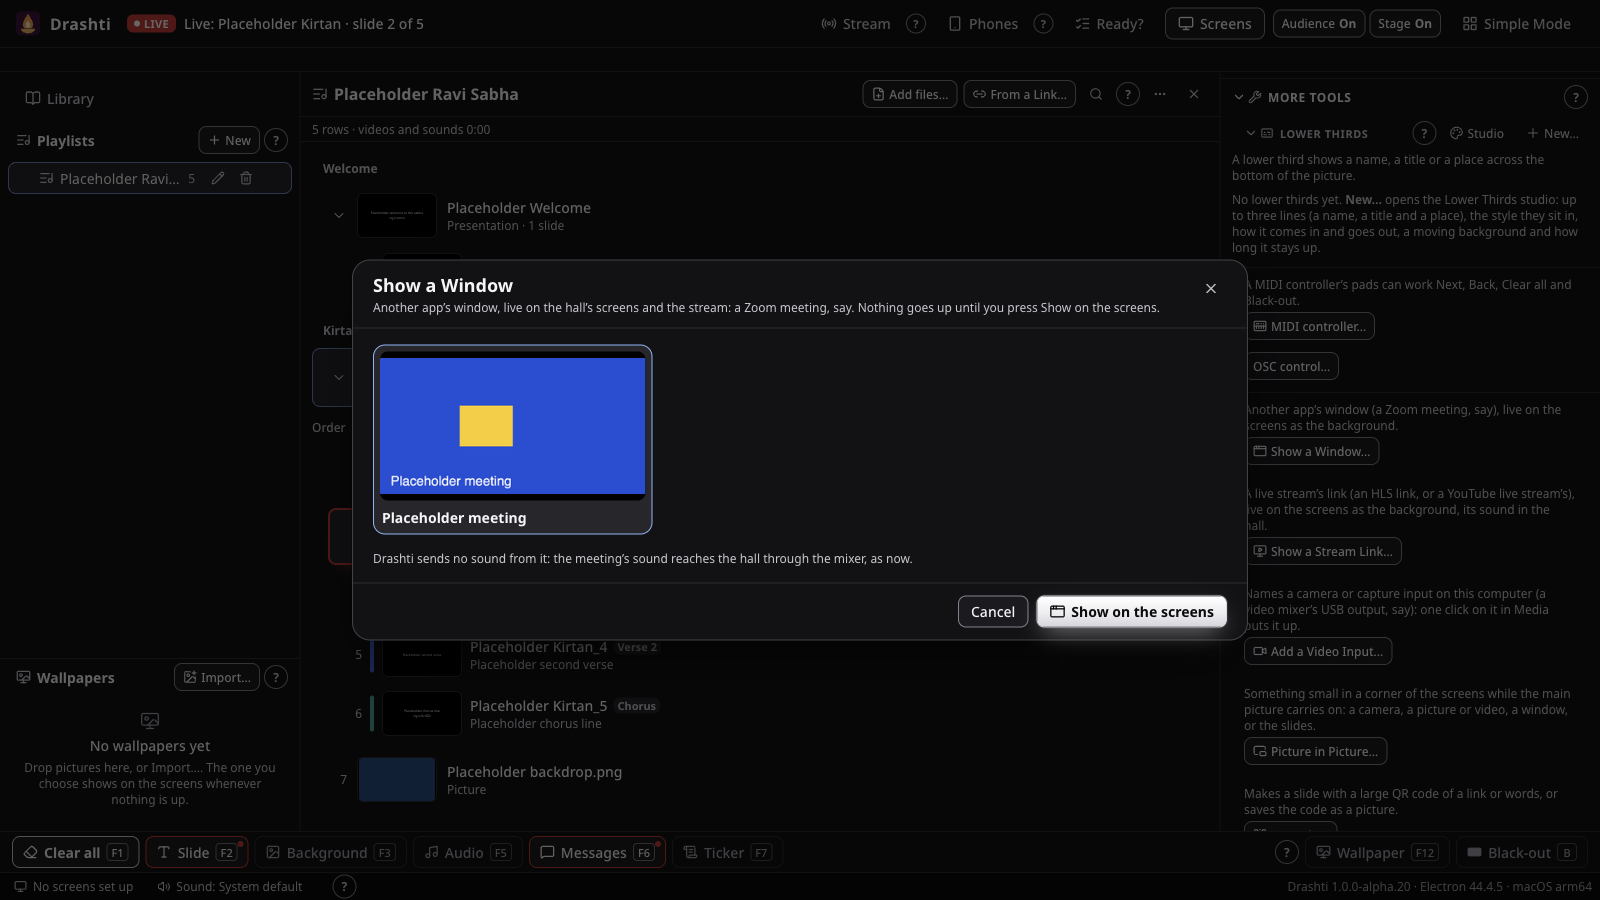 Drashti
LIVE
Live: Placeholder Kirtan · slide 2 of 5
Stream
?
Phones
?
Ready?
Screens
Audience On
Stage On
Simple Mode
Library
Playlists
New
?
Placeholder Ravi...
5
Placeholder Ravi Sabha
Add files...
From a Link...
?
5 rows · videos and sounds 0:00
Welcome
Placeholder Welcome
Presentation · 1 slide
Kirta
Order
Show a Window
Another app's window, live on the hall's screens and the stream: a Zoom meeting, say. Nothing goes up until you press Show on the screens.
Placeholder meeting
Placeholder meeting
Drashti sends no sound from it: the meeting's sound reaches the hall through the mixer, as now.
Cancel
Show on the screens
5
Placeholder Kirtan_4
Verse 2
Placeholder second verse
6
Placeholder Kirtan_5
Chorus
Placeholder chorus line
7
Placeholder backdrop.png
Picture
MORE TOOLS
?
LOWER THIRDS
?
Studio
New...
A lower third shows a name, a title or a place across the
bottom of the picture.
No lower thirds yet. New... opens the Lower Thirds studio: up
to three lines (a name, a title and a place), the style they sit in,
how it comes in and goes out, a moving background and how
long it stays up.
A MIDI controller's pads can work Next, Back, Clear all and
Black-out.
MIDI controller...
OSC control...
Another app's window (a Zoom meeting, say), live on the
screens as the background.
Show a Window...
A live stream's link (an HLS link, or a YouTube live stream's),
live on the screens as the background, its sound in the
hall.
Show a Stream Link...
Names a camera or capture input on this computer (a
video mixer's USB output, say): one click on it in Media
puts it up.
Add a Video Input...
Something small in a corner of the screens while the main
picture carries on: a camera, a picture or video, a window,
or the slides.
Picture in Picture...
Makes a slide with a large QR code of a link or words, or
saves the code as a picture.
Wallpapers
Import...
?
No wallpapers yet
Drop pictures here, or Import.... The one you
choose shows on the screens whenever
nothing is up.
Clear all F1
Slide F2
Background F3
Audio F5
Messages F6
Ticker F7
?
Wallpaper F12
Black-out B
No screens set up
Sound: System default
?
Drashti 1.0.0-alpha.20 · Electron 44.4.5 · macOS arm64